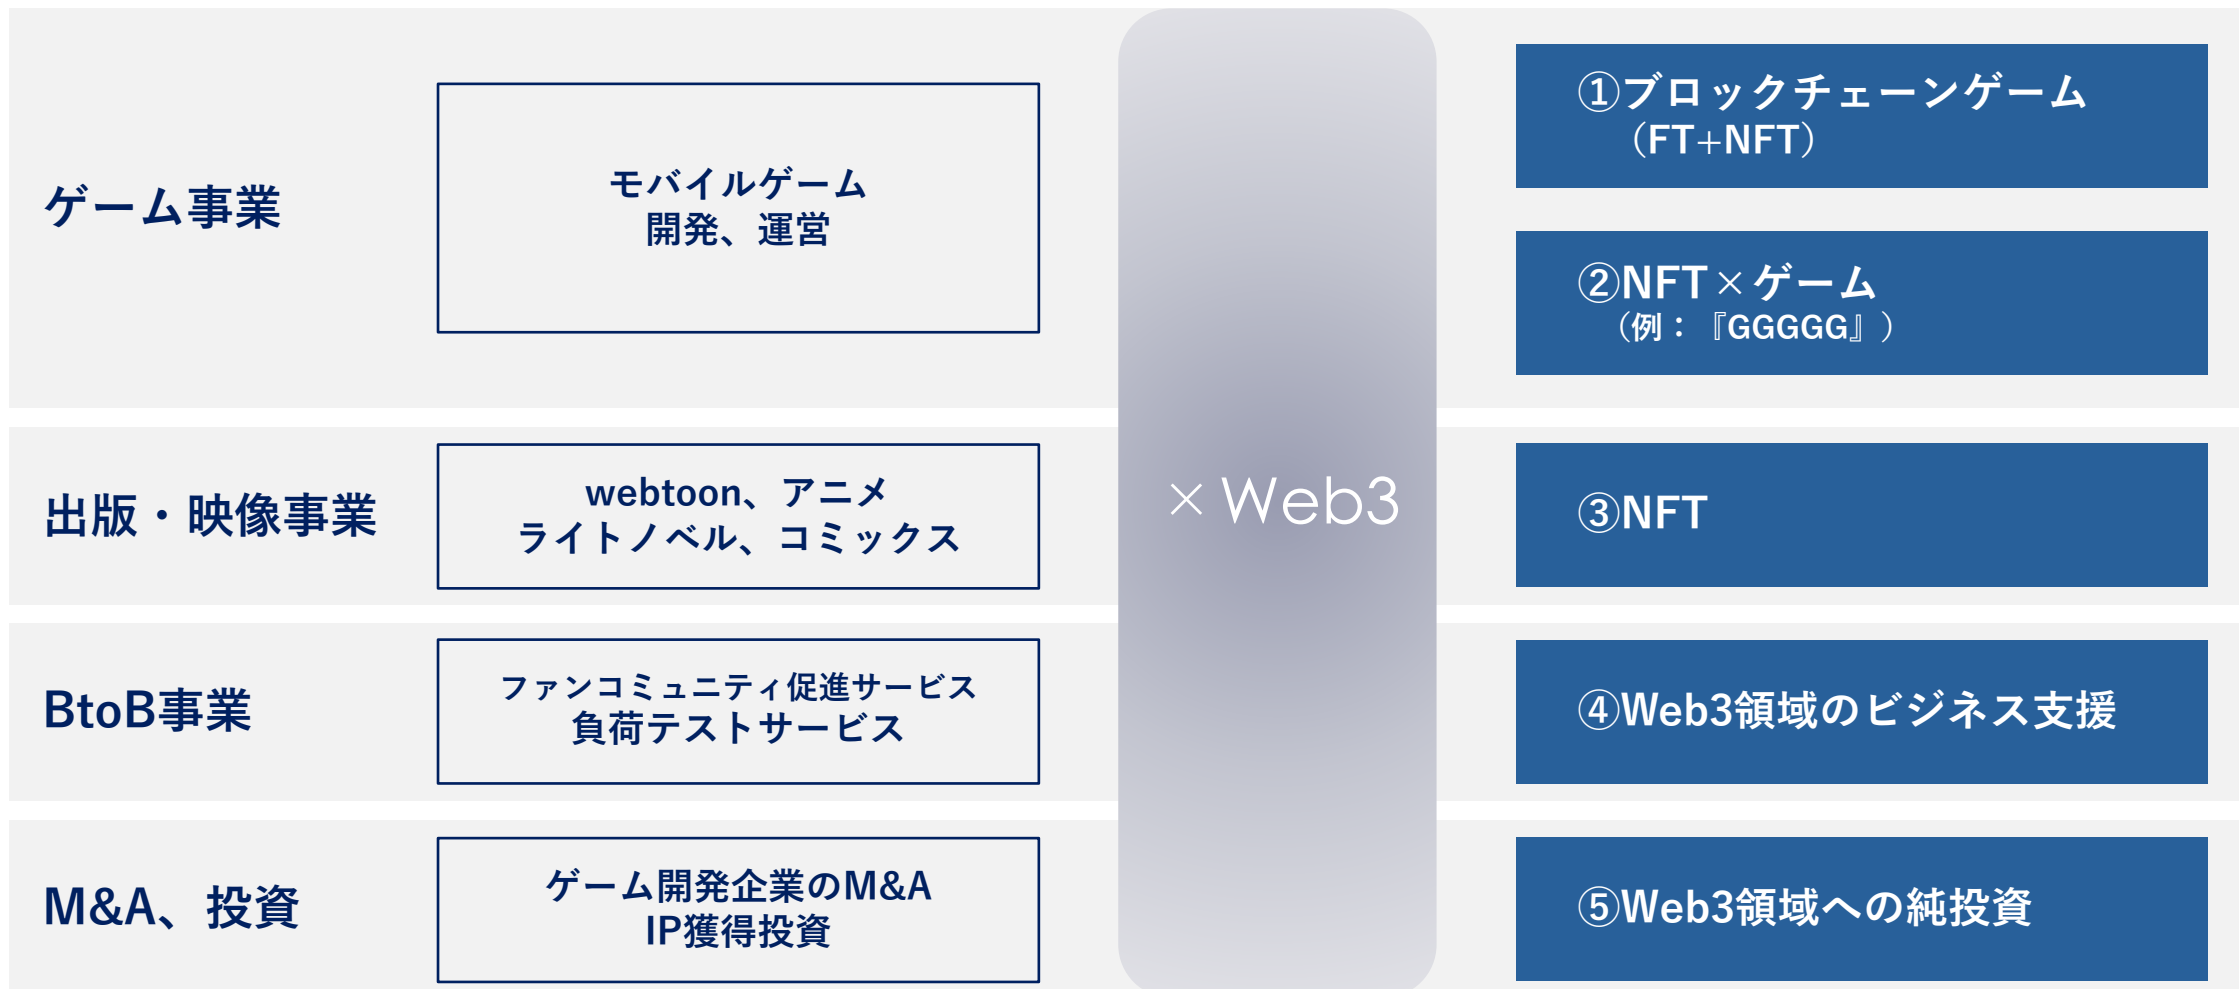 ゲーム事業
モバイルゲーム
開発、運営
①ブロックチェーンゲーム
（FT+NFT）
②NFT×ゲーム
（例：『GGGGG』）
出版・映像事業
webtoon、アニメ
ライトノベル、コミックス
×Web3
③NFT
BtoB事業
ファンコミュニティ促進サービス
負荷テストサービス
④Web3領域のビジネス支援
M&A、投資
ゲーム開発企業のM&A
IP獲得投資
⑤Web3領域への純投資